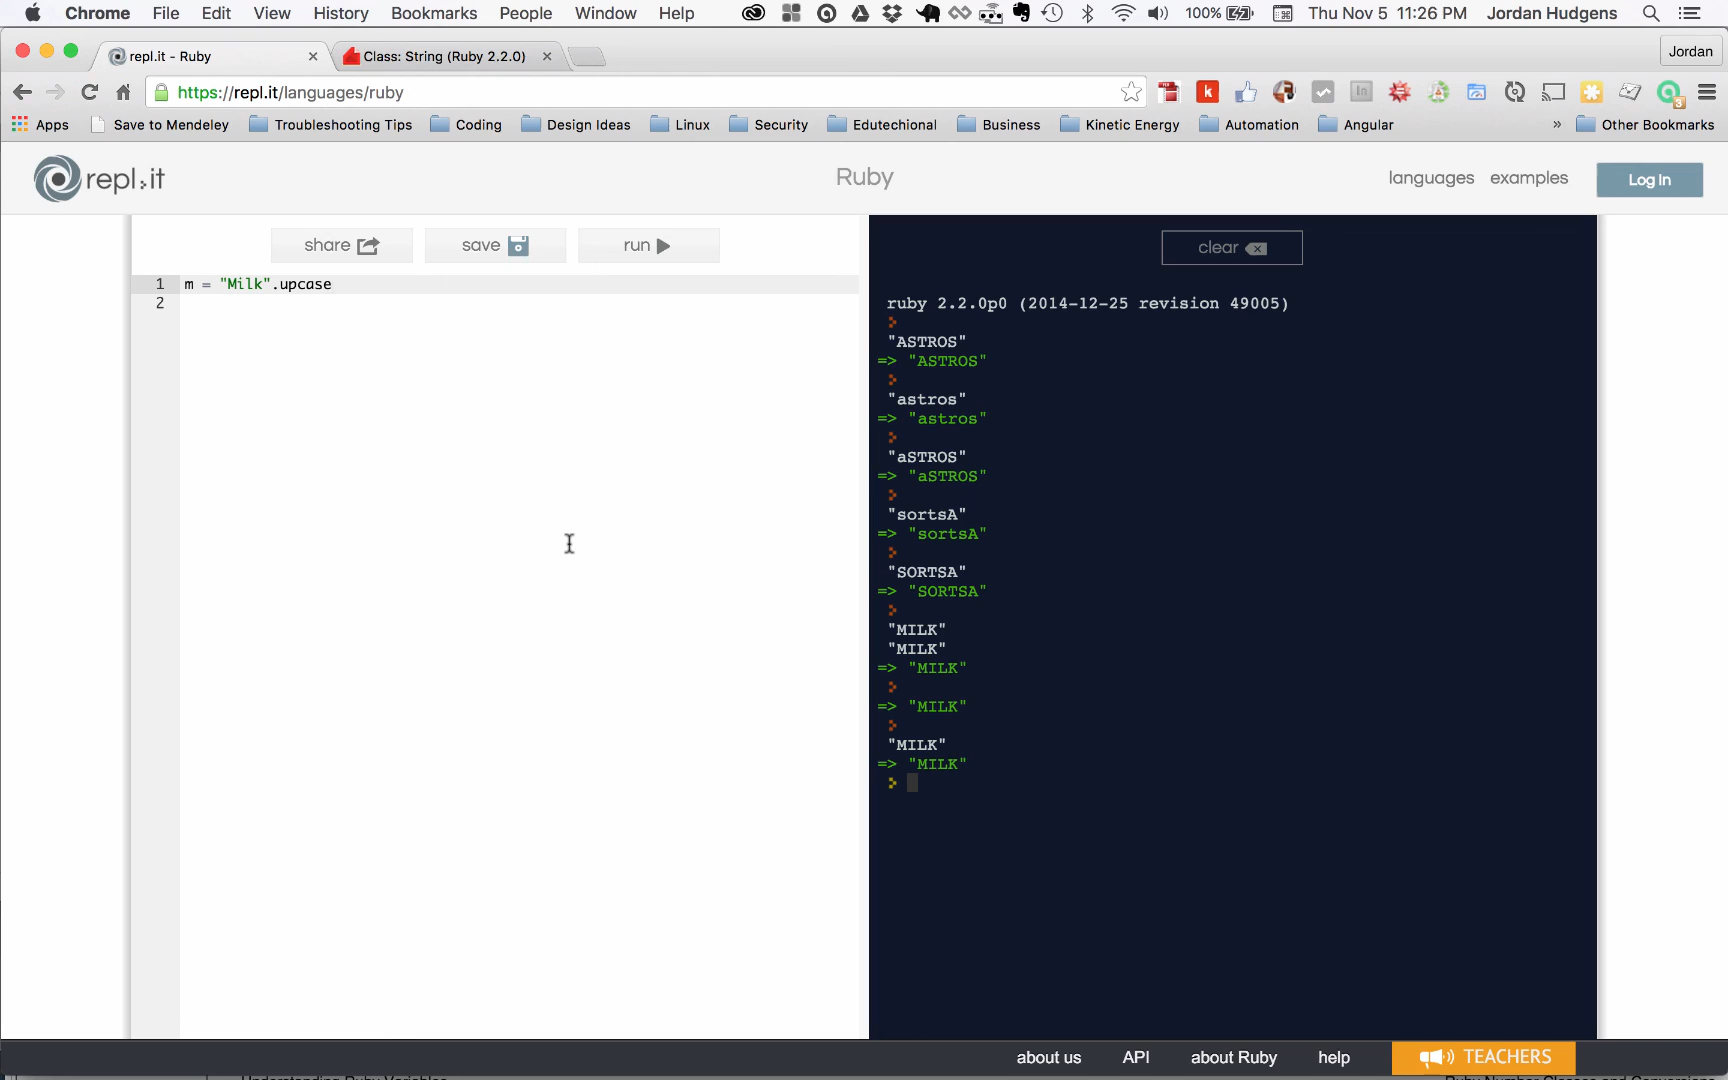 Chrome File Edit View History Bookmarks People Window Help 100% Thu Nov 5 11:26 PM Jordan Hudgens
repl.it - Ruby Class: String (Ruby 2.2.0) Jordan
https://repl.it/languages/ruby
Apps Save to Mendeley Troubleshooting Tips Coding Design Ideas Linux Security Edutechional Business Kinetic Energy Automation Angular » Other Bookmarks
repl.it Ruby languages examples Log In
share save run clear
1 m = "Milk".upcase
2
ruby 2.2.0p0 (2014-12-25 revision 49005)
>
"ASTROS"
=> "ASTROS"
>
"astros"
=> "astros"
>
"aSTROS"
=> "aSTROS"
>
"sortsA"
=> "sortsA"
>
"SORTSA"
=> "SORTSA"
>
"MILK"
"MILK"
=> "MILK"
>
=> "MILK"
>
"MILK"
=> "MILK"
>
about us API about Ruby help TEACHERS